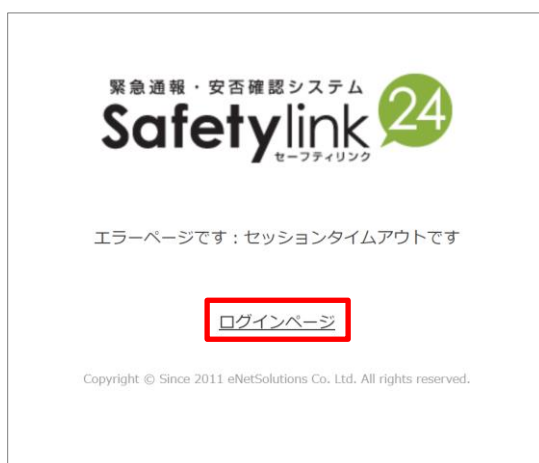 緊急通報・安否確認システム
Safetylink 24
セーフティリンク
エラーページです：セッションタイムアウトです
ログインページ
Copyright © Since 2011 eNetSolutions Co. Ltd. All rights reserved.